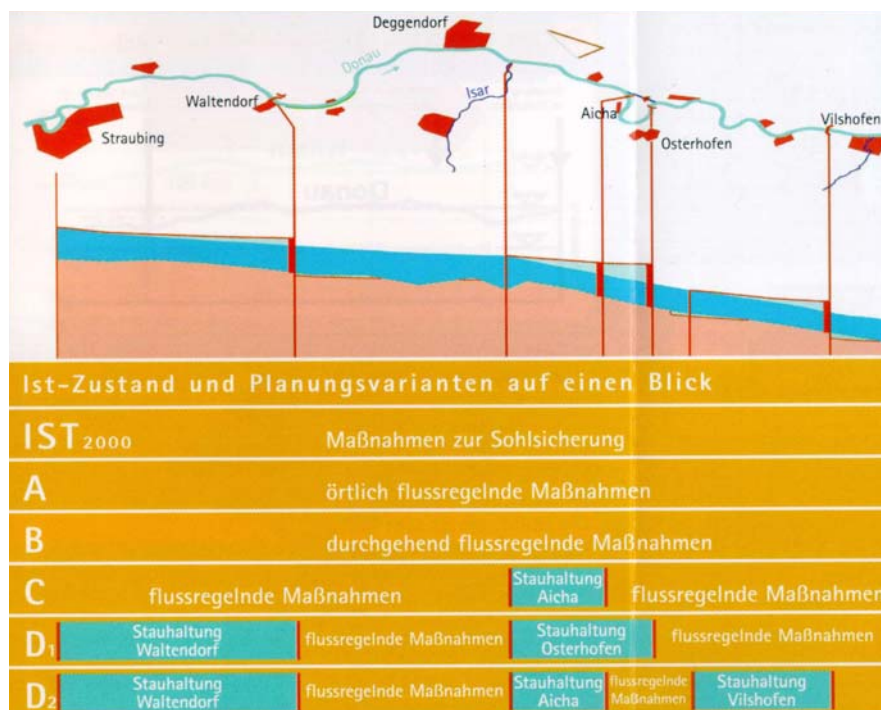 Deggendorf
Donau
Waltendorf
Isar
Aicha
Vilshofen
Straubing
Osterhofen
Ist-Zustand und Planungsvarianten auf einen Blick
IST 2000 Maßnahmen zur Sohlsicherung
A örtlich flussregelnde Maßnahmen
B durchgehend flussregelnde Maßnahmen
C flussregelnde Maßnahmen Stauhaltung Aicha flussregelnde Maßnahmen
D1 Stauhaltung Waltendorf flussregelnde Maßnahmen Stauhaltung Osterhofen flussregelnde Maßnahmen
D2 Stauhaltung Waltendorf flussregelnde Maßnahmen Stauhaltung Aicha flussregelnde Maßnahmen Stauhaltung Vilshofen